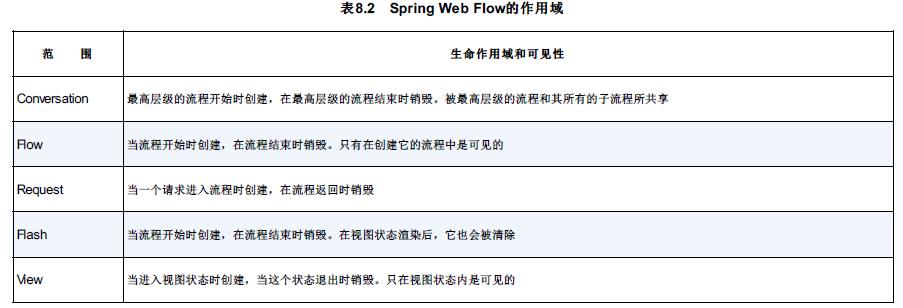 表8.2 Spring Web Flow的作用域
范 围 生命作用域和可见性
Conversation 最高层级的流程开始时创建，在最高层级的流程结束时销毁。被最高层级的流程和其所有的子流程所共享
Flow 当流程开始时创建，在流程结束时销毁。只有在创建它的流程中是可见的
Request 当一个请求进入流程时创建，在流程返回时销毁
Flash 当流程开始时创建，在流程结束时销毁。在视图状态渲染后，它也会被清除
View 当进入视图状态时创建，当这个状态退出时销毁。只在视图状态内是可见的